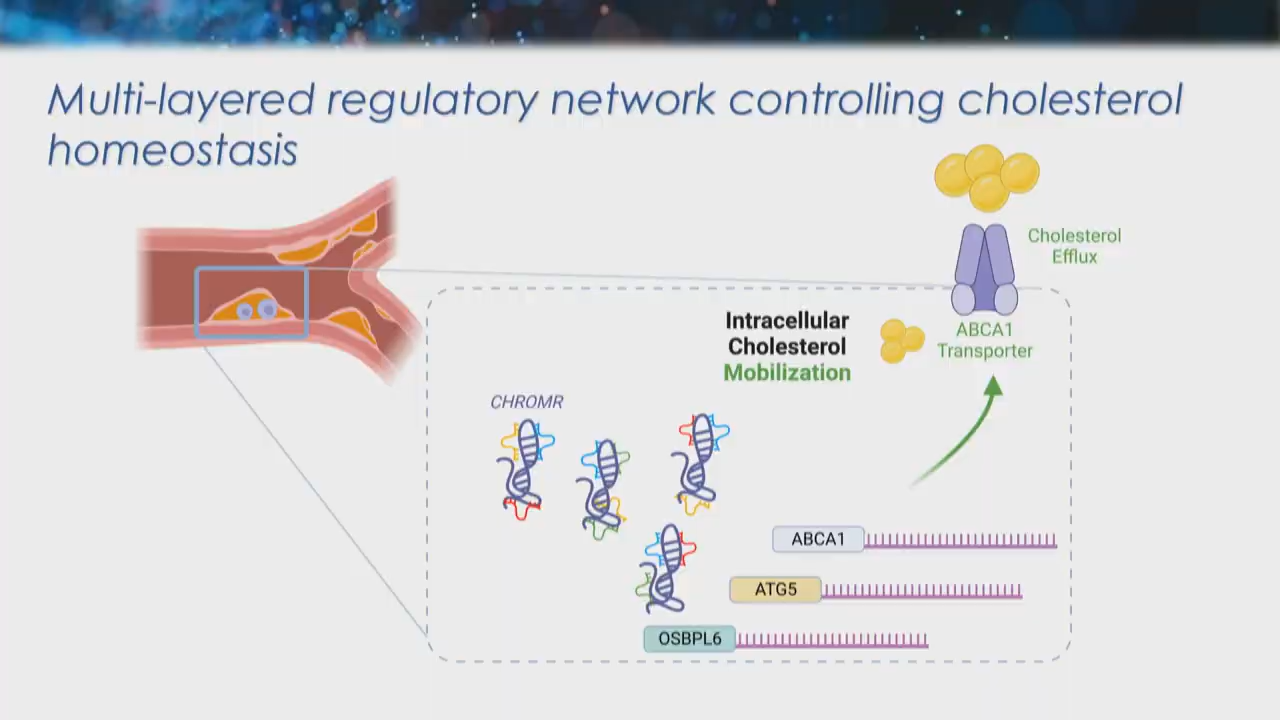 Multi-layered regulatory network controlling cholesterol
homeostasis
Cholesterol
Efflux
Intracellular
Cholesterol
Mobilization
ABCA1
Transporter
CHROMR
ABCA1
ATG5
OSBPL6